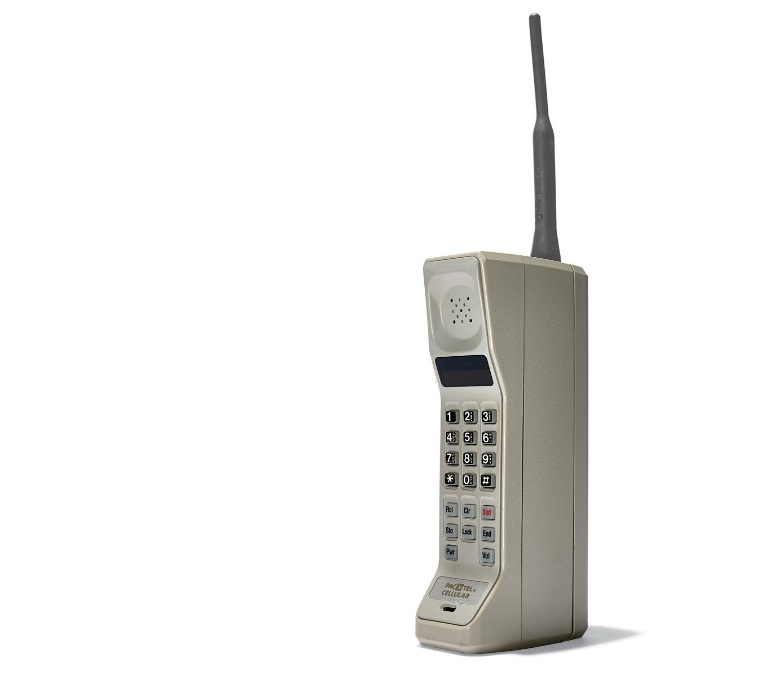 1 2 3
4 5 6
7 8 9
* 0 #
Rcl Clr Snd
Sto Lock End
Pwr Vol
PACTEL
CELLULAR